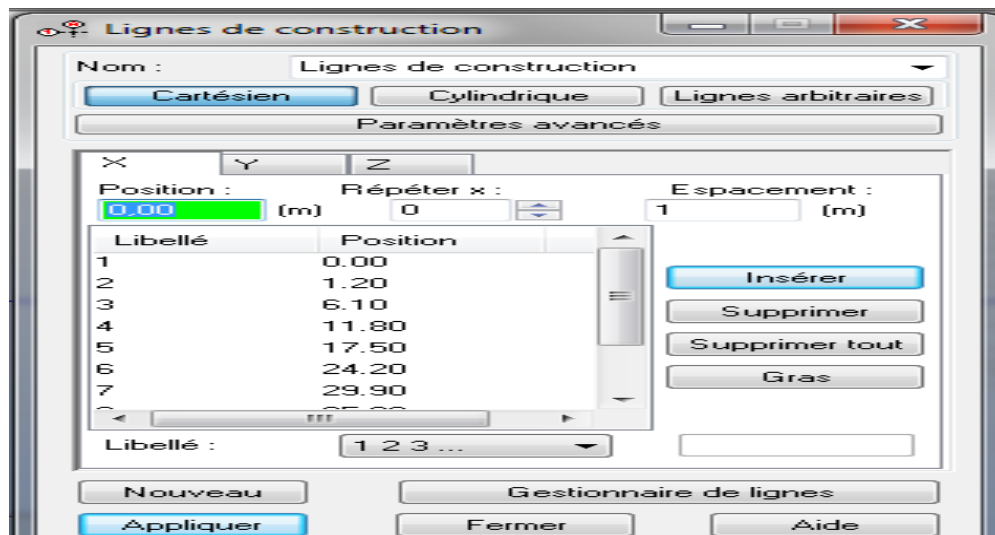 Lignes de construction
Nom : Lignes de construction
Cartésien Cylindrique Lignes arbitraires
Paramètres avancés
X Y Z
Position : Répéter x : Espacement :
0,00 (m) 0 1 (m)
Libellé Position
1 0.00
2 1.20
3 6.10
4 11.80
5 17.50
6 24.20
7 29.90
Insérer
Supprimer
Supprimer tout
Gras
Libellé : 1 2 3 ...
Nouveau Gestionnaire de lignes
Appliquer Fermer Aide